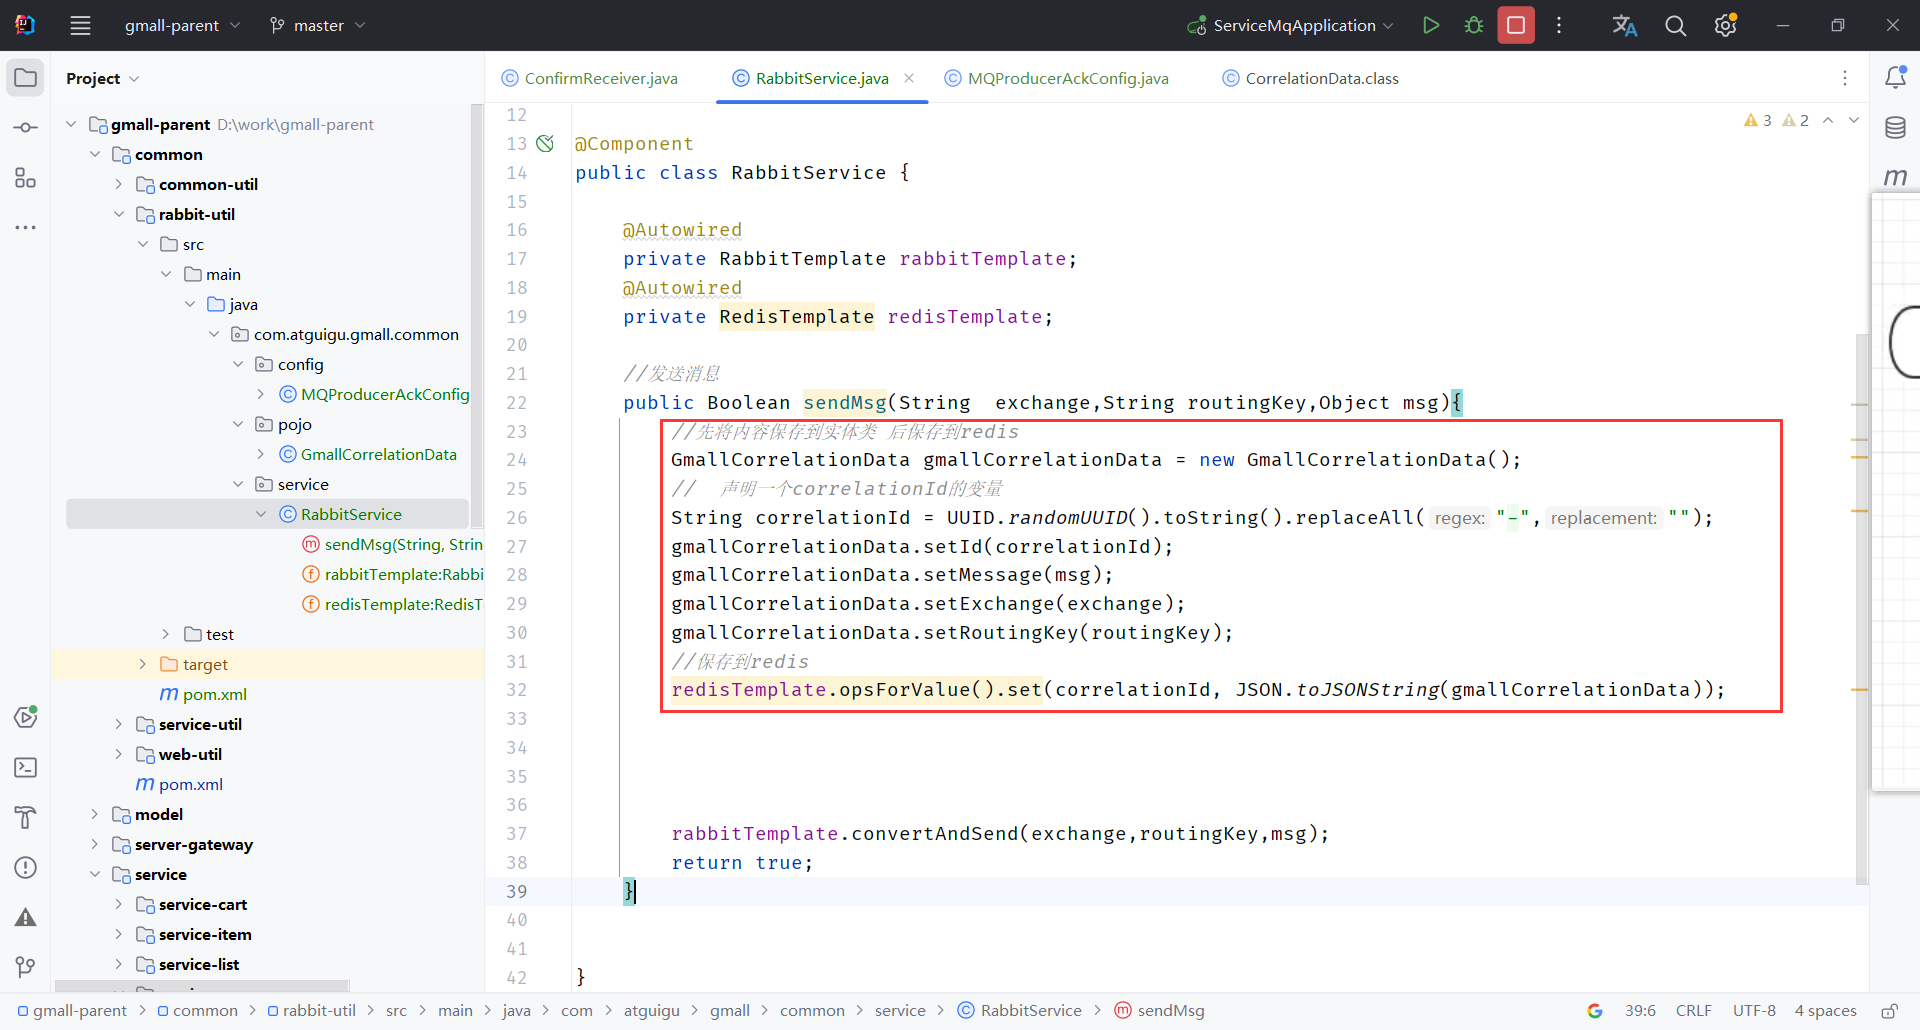 gmall-parent master ServiceMqApplication
Project
ConfirmReceiver.java RabbitService.java MQProducerAckConfig.java CorrelationData.class
gmall-parent D:\work\gmall-parent
common
common-util
rabbit-util
src
main
java
com.atguigu.gmall.common
config
MQProducerAckConfig
pojo
GmallCorrelationData
service
RabbitService
sendMsg(String, Strin
rabbitTemplate:Rabbi
redisTemplate:RedisT
test
target
pom.xml
service-util
web-util
pom.xml
model
server-gateway
service
service-cart
service-item
service-list
3 2
12
13 @Component
14 public class RabbitService {
15
16 @Autowired
17 private RabbitTemplate rabbitTemplate;
18 @Autowired
19 private RedisTemplate redisTemplate;
20
21 //发送消息
22 public Boolean sendMsg(String  exchange,String routingKey,Object msg){
23 //先将内容保存到实体类 后保存到redis
24 GmallCorrelationData gmallCorrelationData = new GmallCorrelationData();
25 //  声明一个correlationId的变量
26 String correlationId = UUID.randomUUID().toString().replaceAll( regex: "-", replacement: "");
27 gmallCorrelationData.setId(correlationId);
28 gmallCorrelationData.setMessage(msg);
29 gmallCorrelationData.setExchange(exchange);
30 gmallCorrelationData.setRoutingKey(routingKey);
31 //保存到redis
32 redisTemplate.opsForValue().set(correlationId, JSON.toJSONString(gmallCorrelationData));
33
34
35
36
37 rabbitTemplate.convertAndSend(exchange,routingKey,msg);
38 return true;
39 }
40
41
42 }
gmall-parent > common > rabbit-util > src > main > java > com > atguigu > gmall > common > service > RabbitService > sendMsg 39:6 CRLF UTF-8 4 spaces